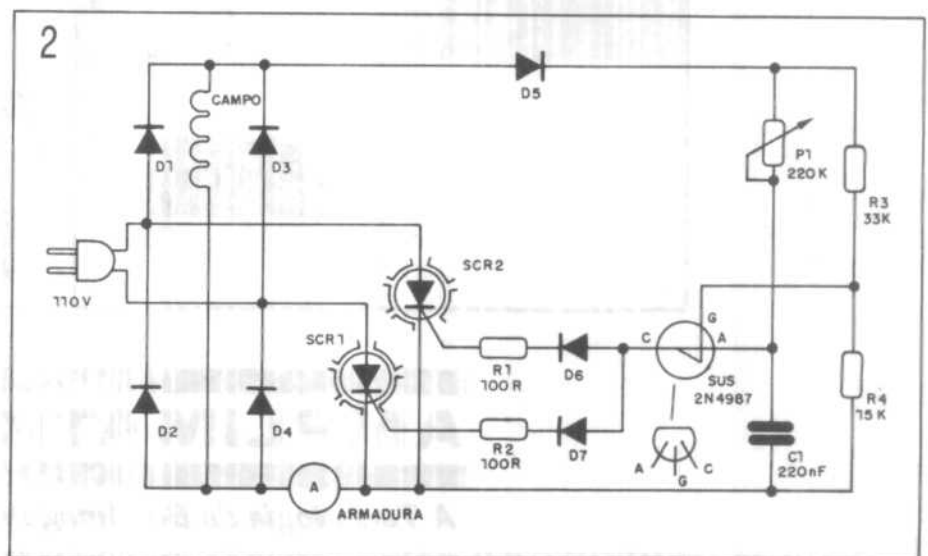 2
CAMPO
D5
D1
D3
P1
220K
R3
33K
110V
SCR2
SCR1
G
C
A
SUS
2N4987
R1
100R
D6
R4
15K
D2
D4
R2
100R
D7
C1
220nF
A
G
C
A
ARMADURA